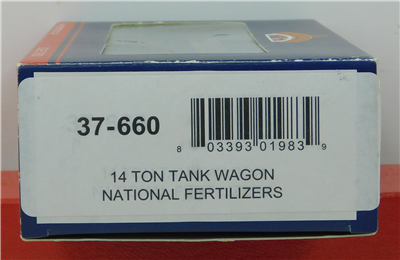 37-660
8 03393 01983 9
14 TON TANK WAGON
NATIONAL FERTILIZERS